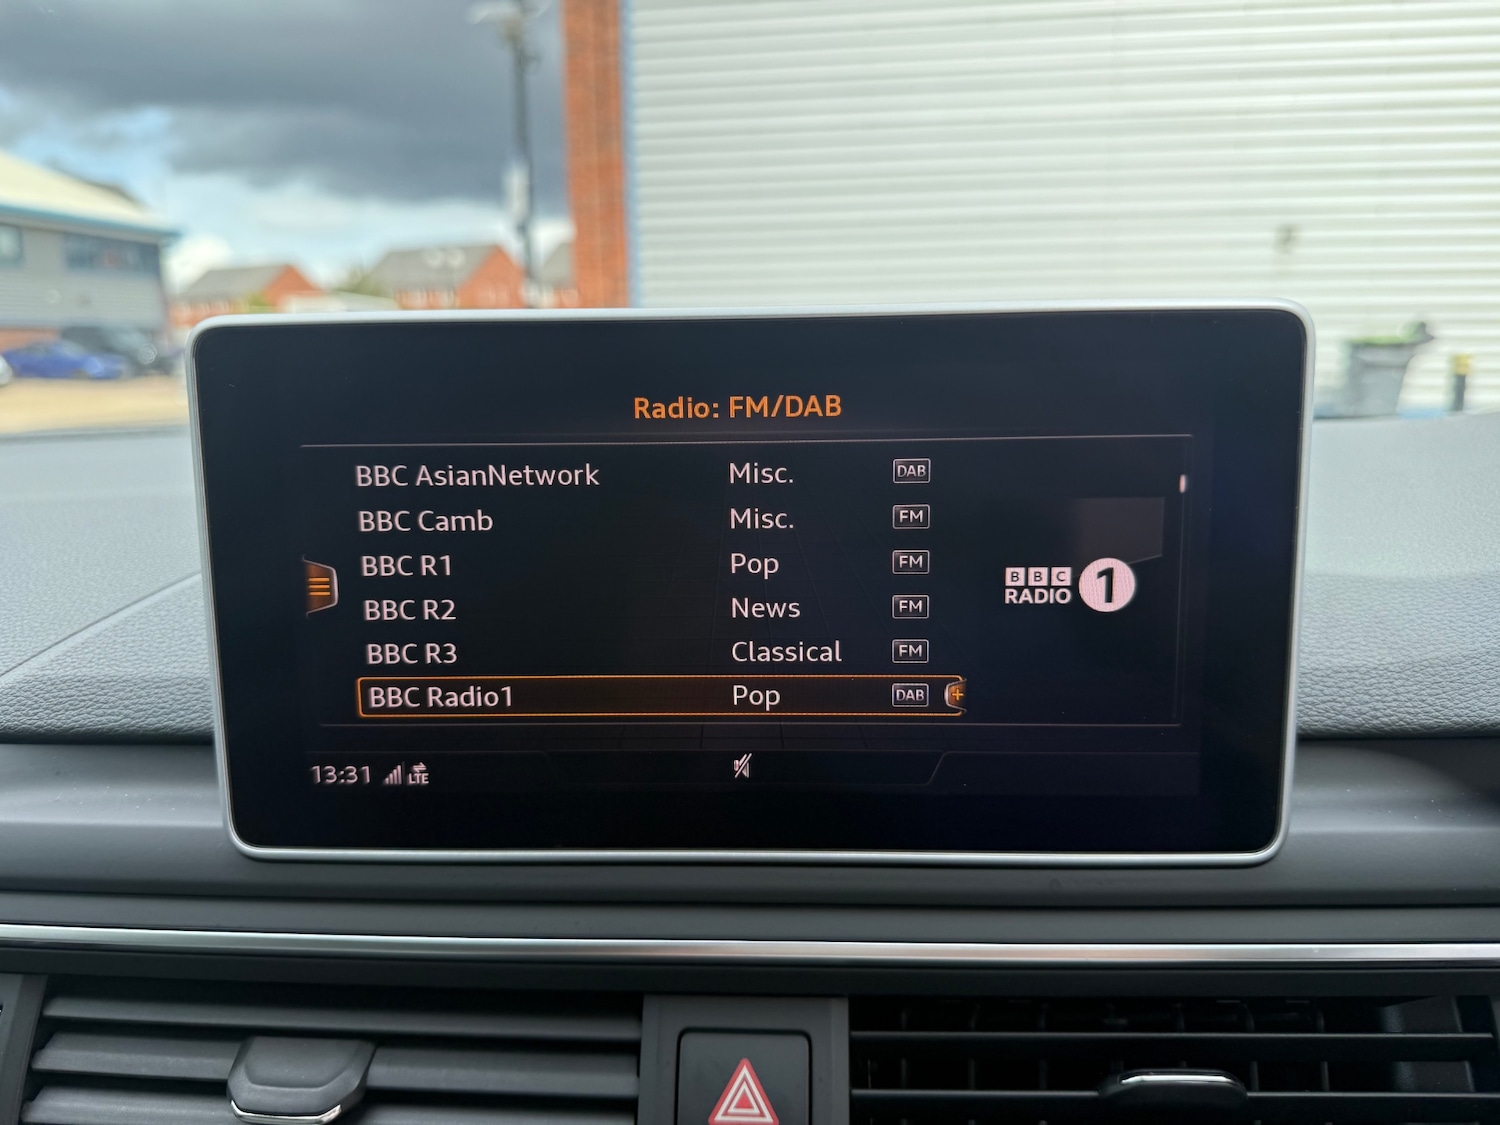 Radio: FM/DAB
BBC AsianNetwork Misc. DAB
BBC Camb Misc. FM
BBC R1 Pop FM
BBC R2 News FM
BBC R3 Classical FM
BBC Radio1 Pop DAB +
BBC
RADIO 1
13:31 LTE